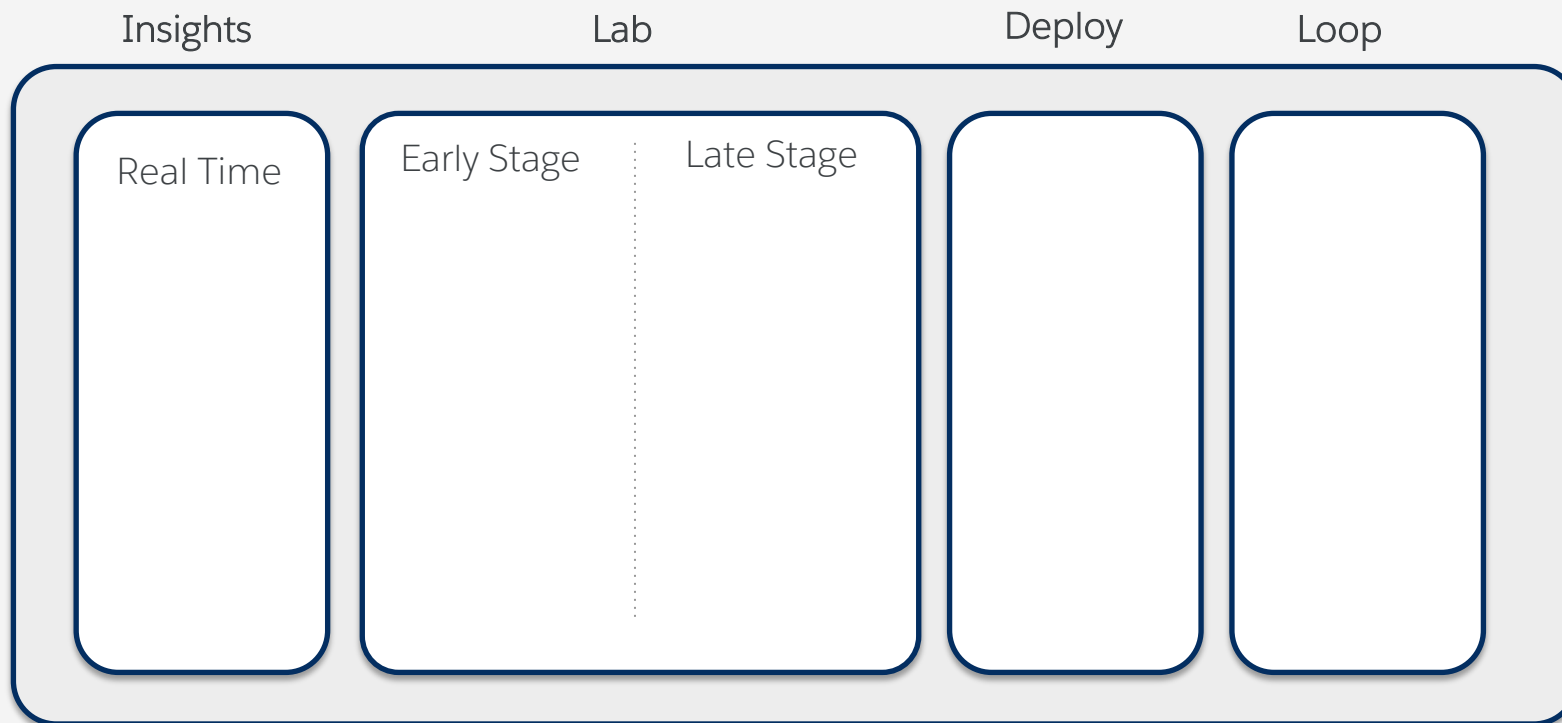 Insights
Lab
Deploy
Loop
Real Time
Early Stage
Late Stage